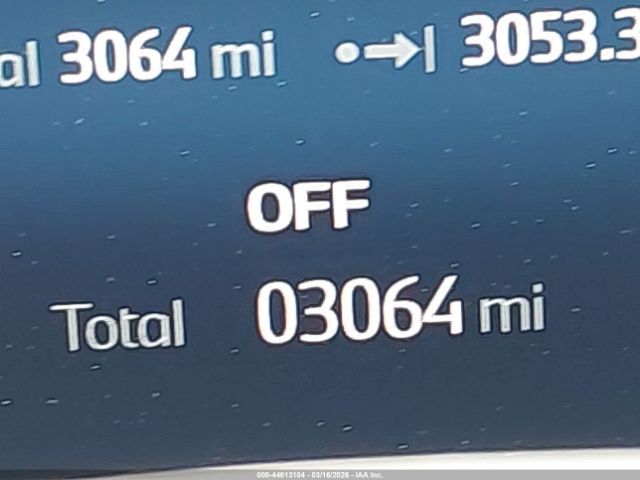 al 3064 mi 3053.3
OFF
Total 03064 mi
000-44613104 - 03/16/2026 - IAA Inc.